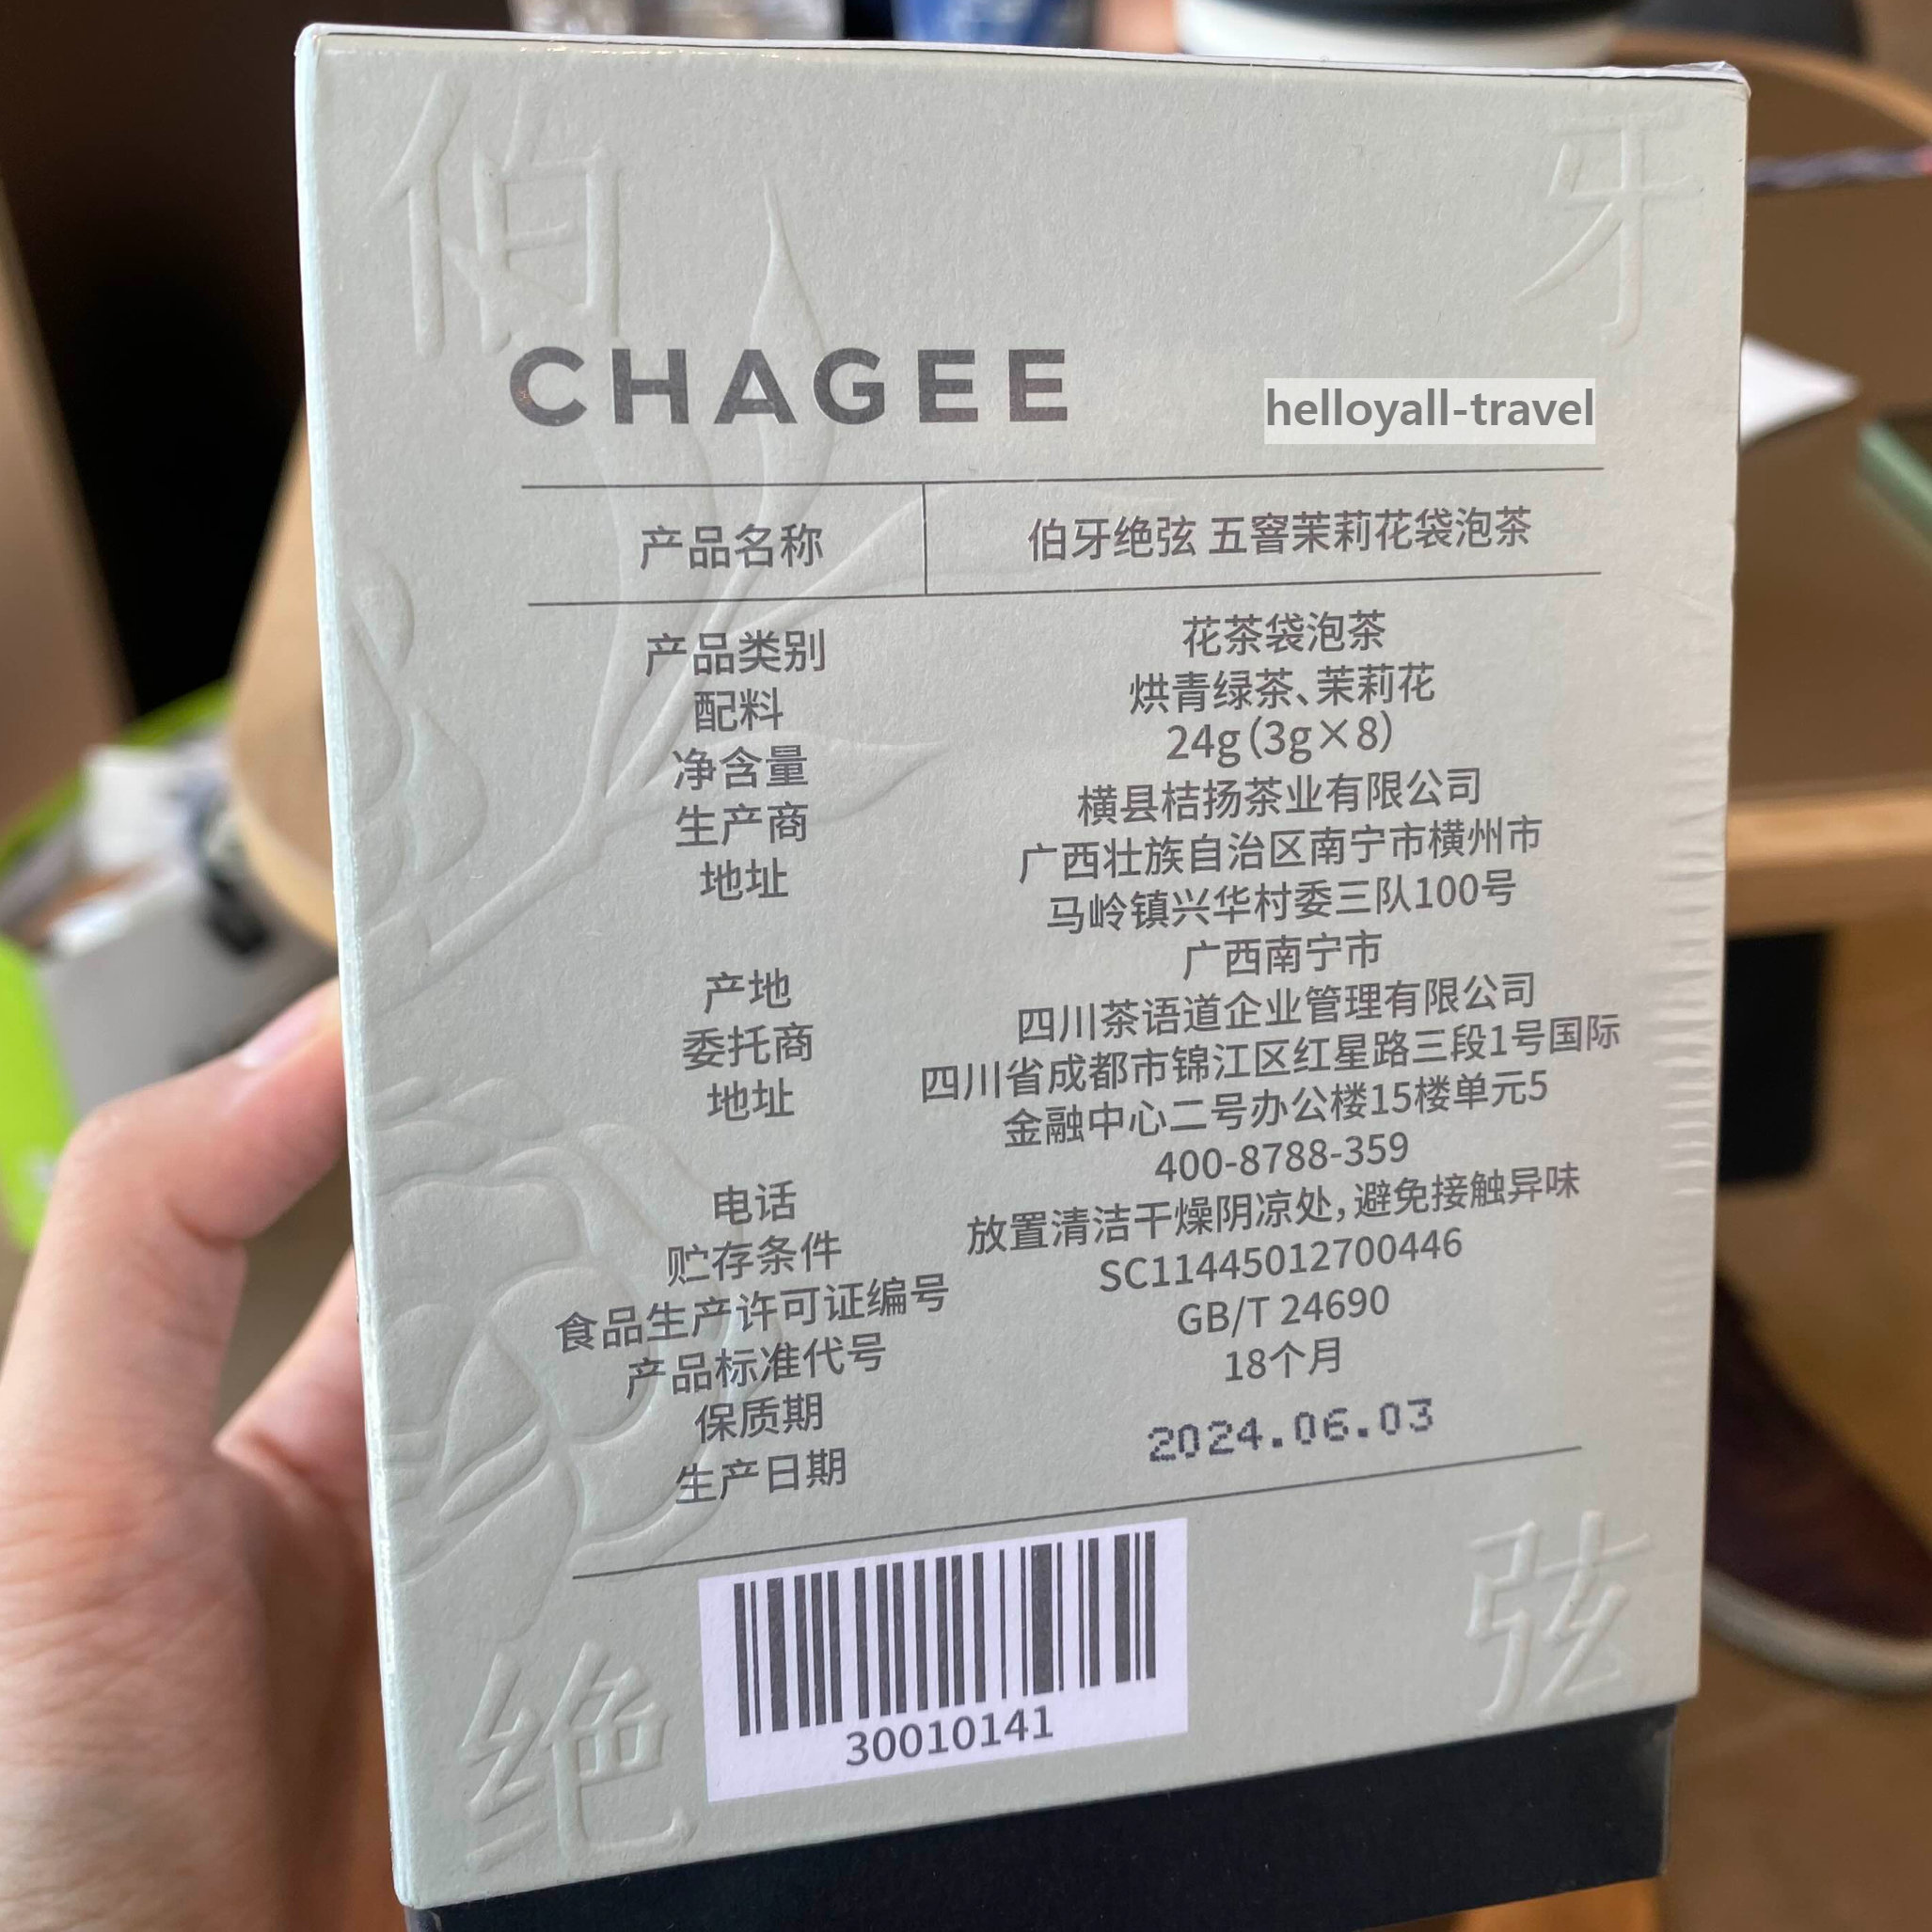 伯 牙
CHAGEE
helloyall-travel
产品名称 伯牙绝弦 五窨茉莉花袋泡茶
产品类别 花茶袋泡茶
配料 烘青绿茶、茉莉花
净含量 24g(3g×8)
生产商 横县桔扬茶业有限公司
地址 广西壮族自治区南宁市横州市
马岭镇兴华村委三队100号
产地 广西南宁市
委托商 四川茶语道企业管理有限公司
地址 四川省成都市锦江区红星路三段1号国际
金融中心二号办公楼15楼单元5
电话 400-8788-359
贮存条件 放置清洁干燥阴凉处,避免接触异味
食品生产许可证编号 SC11445012700446
产品标准代号 GB/T 24690
保质期 18个月
生产日期 2024.06.03
30010141
绝 弦